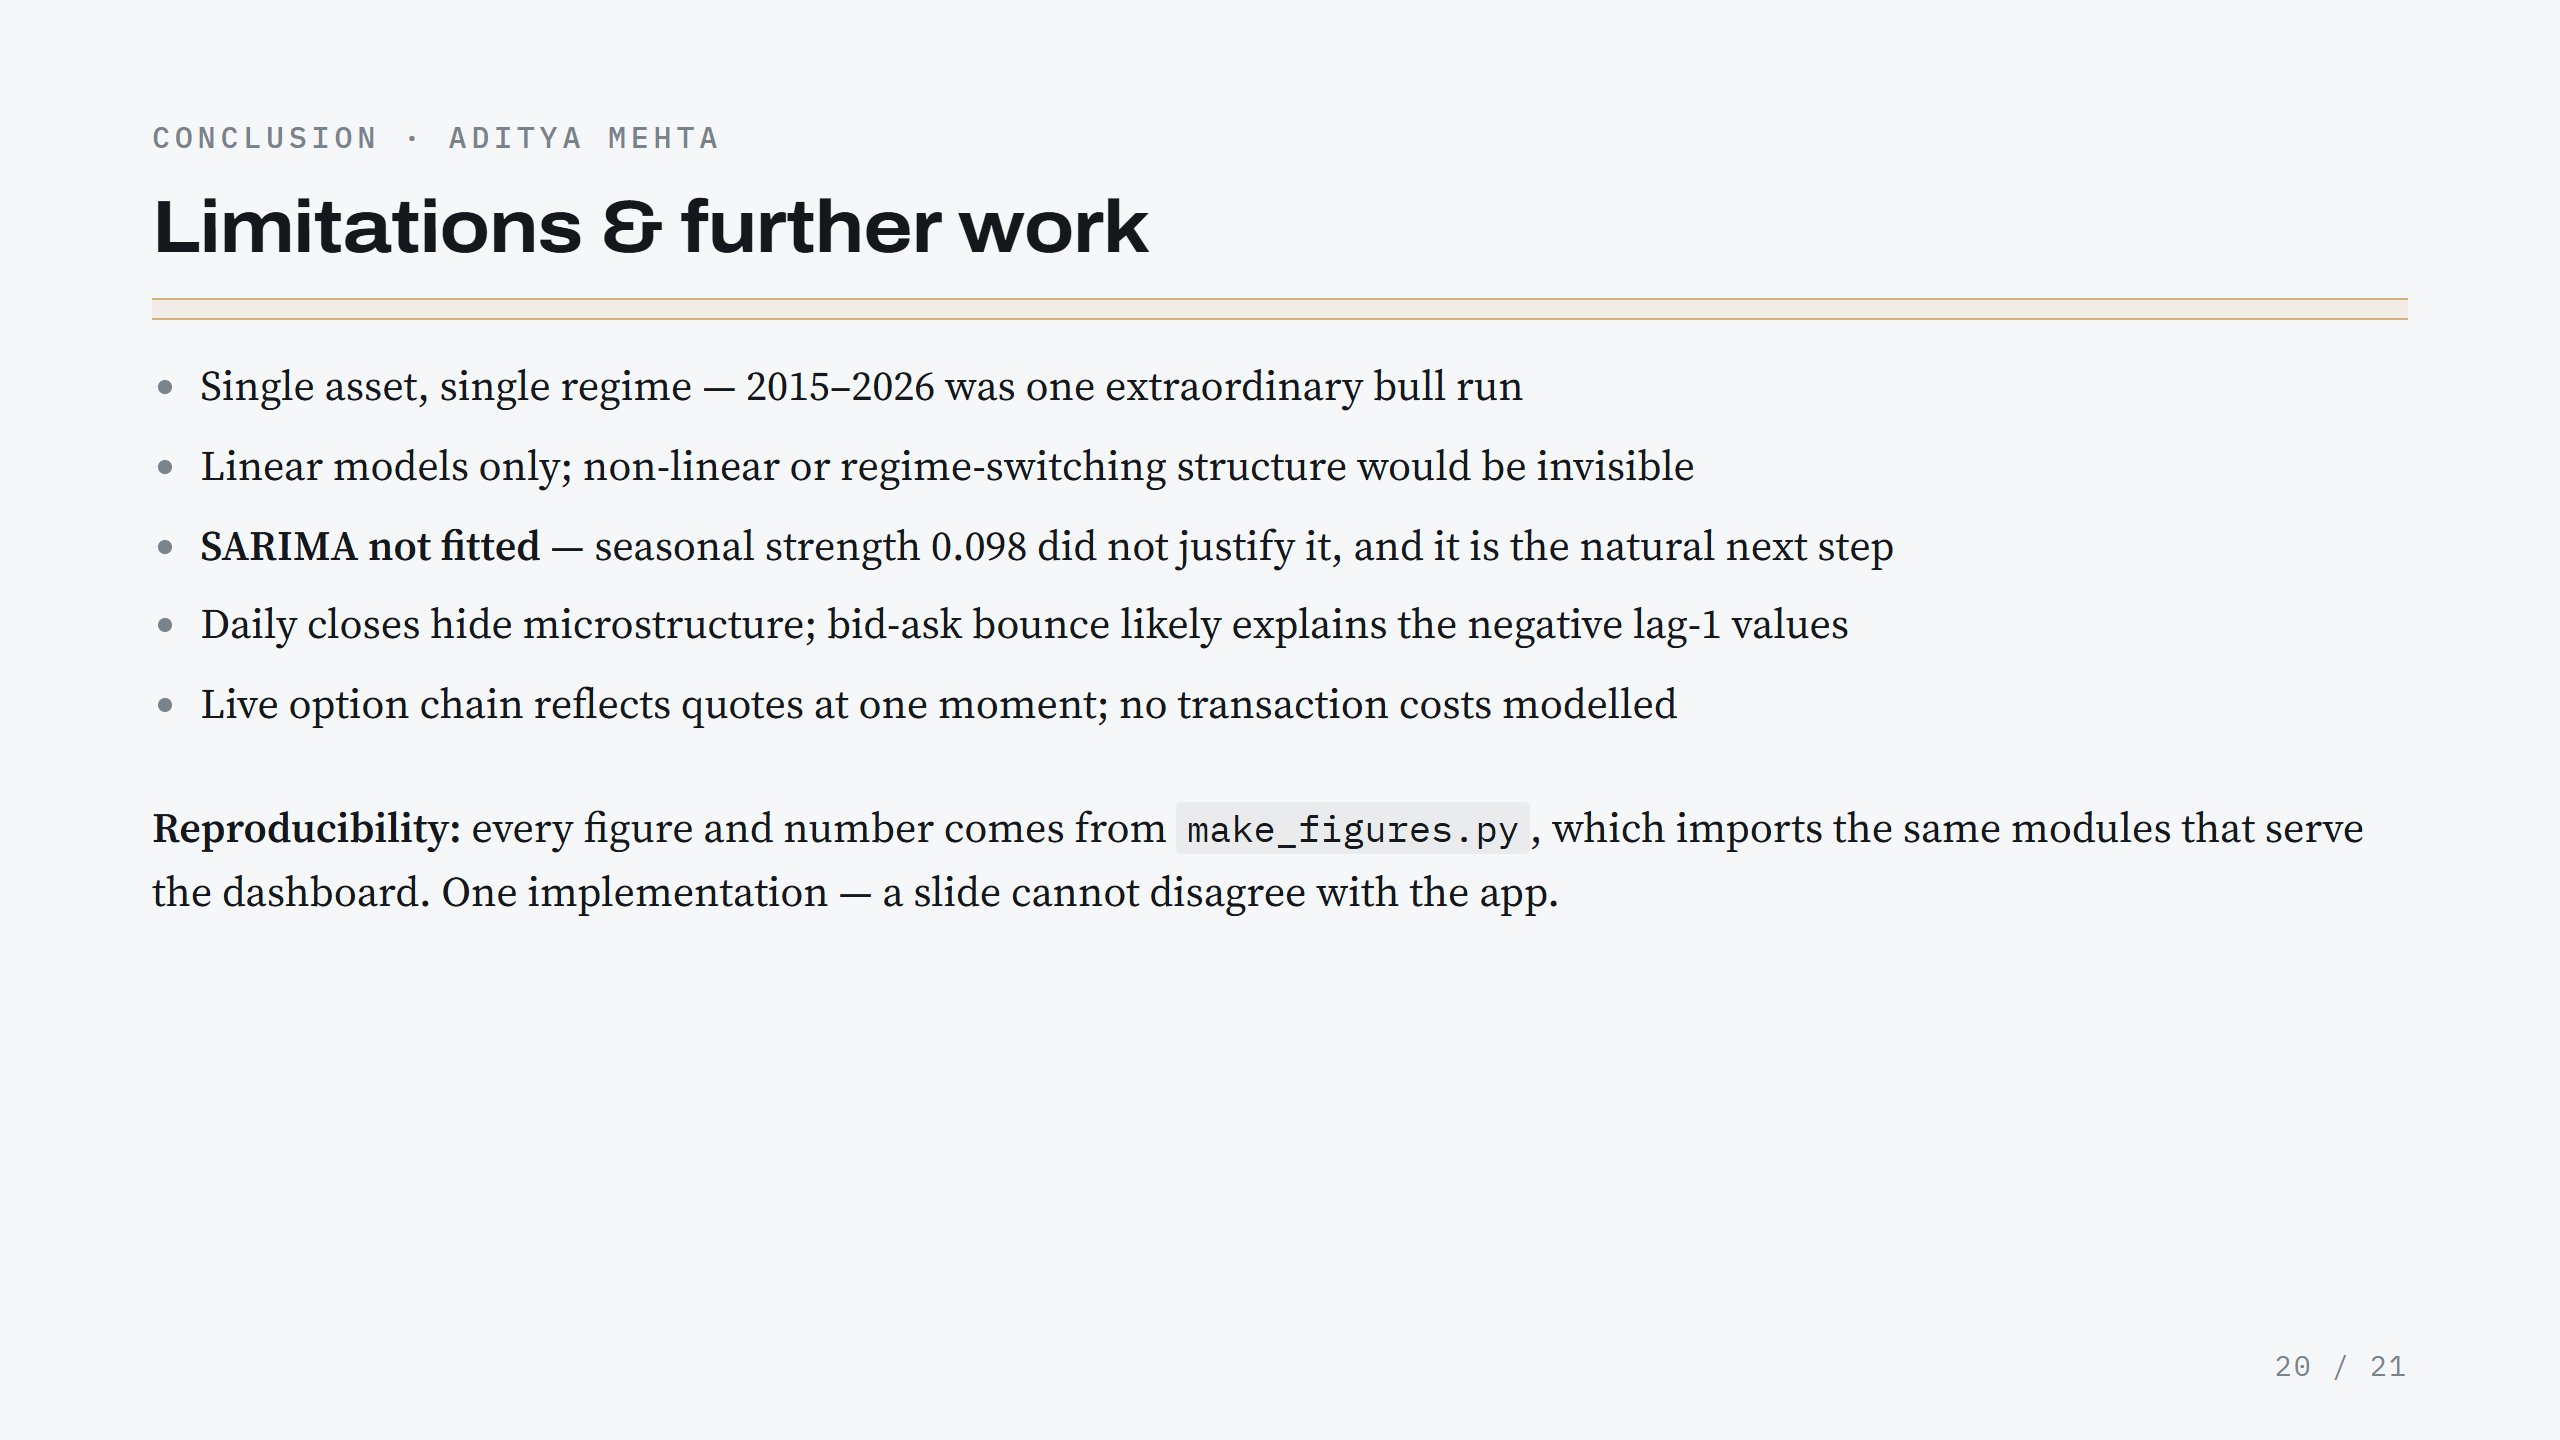 CONCLUSION · ADITYA MEHTA
Limitations & further work
• Single asset, single regime — 2015–2026 was one extraordinary bull run
• Linear models only; non-linear or regime-switching structure would be invisible
• SARIMA not fitted — seasonal strength 0.098 did not justify it, and it is the natural next step
• Daily closes hide microstructure; bid-ask bounce likely explains the negative lag-1 values
• Live option chain reflects quotes at one moment; no transaction costs modelled
Reproducibility: every figure and number comes from make_figures.py, which imports the same modules that serve
the dashboard. One implementation — a slide cannot disagree with the app.
20 / 21